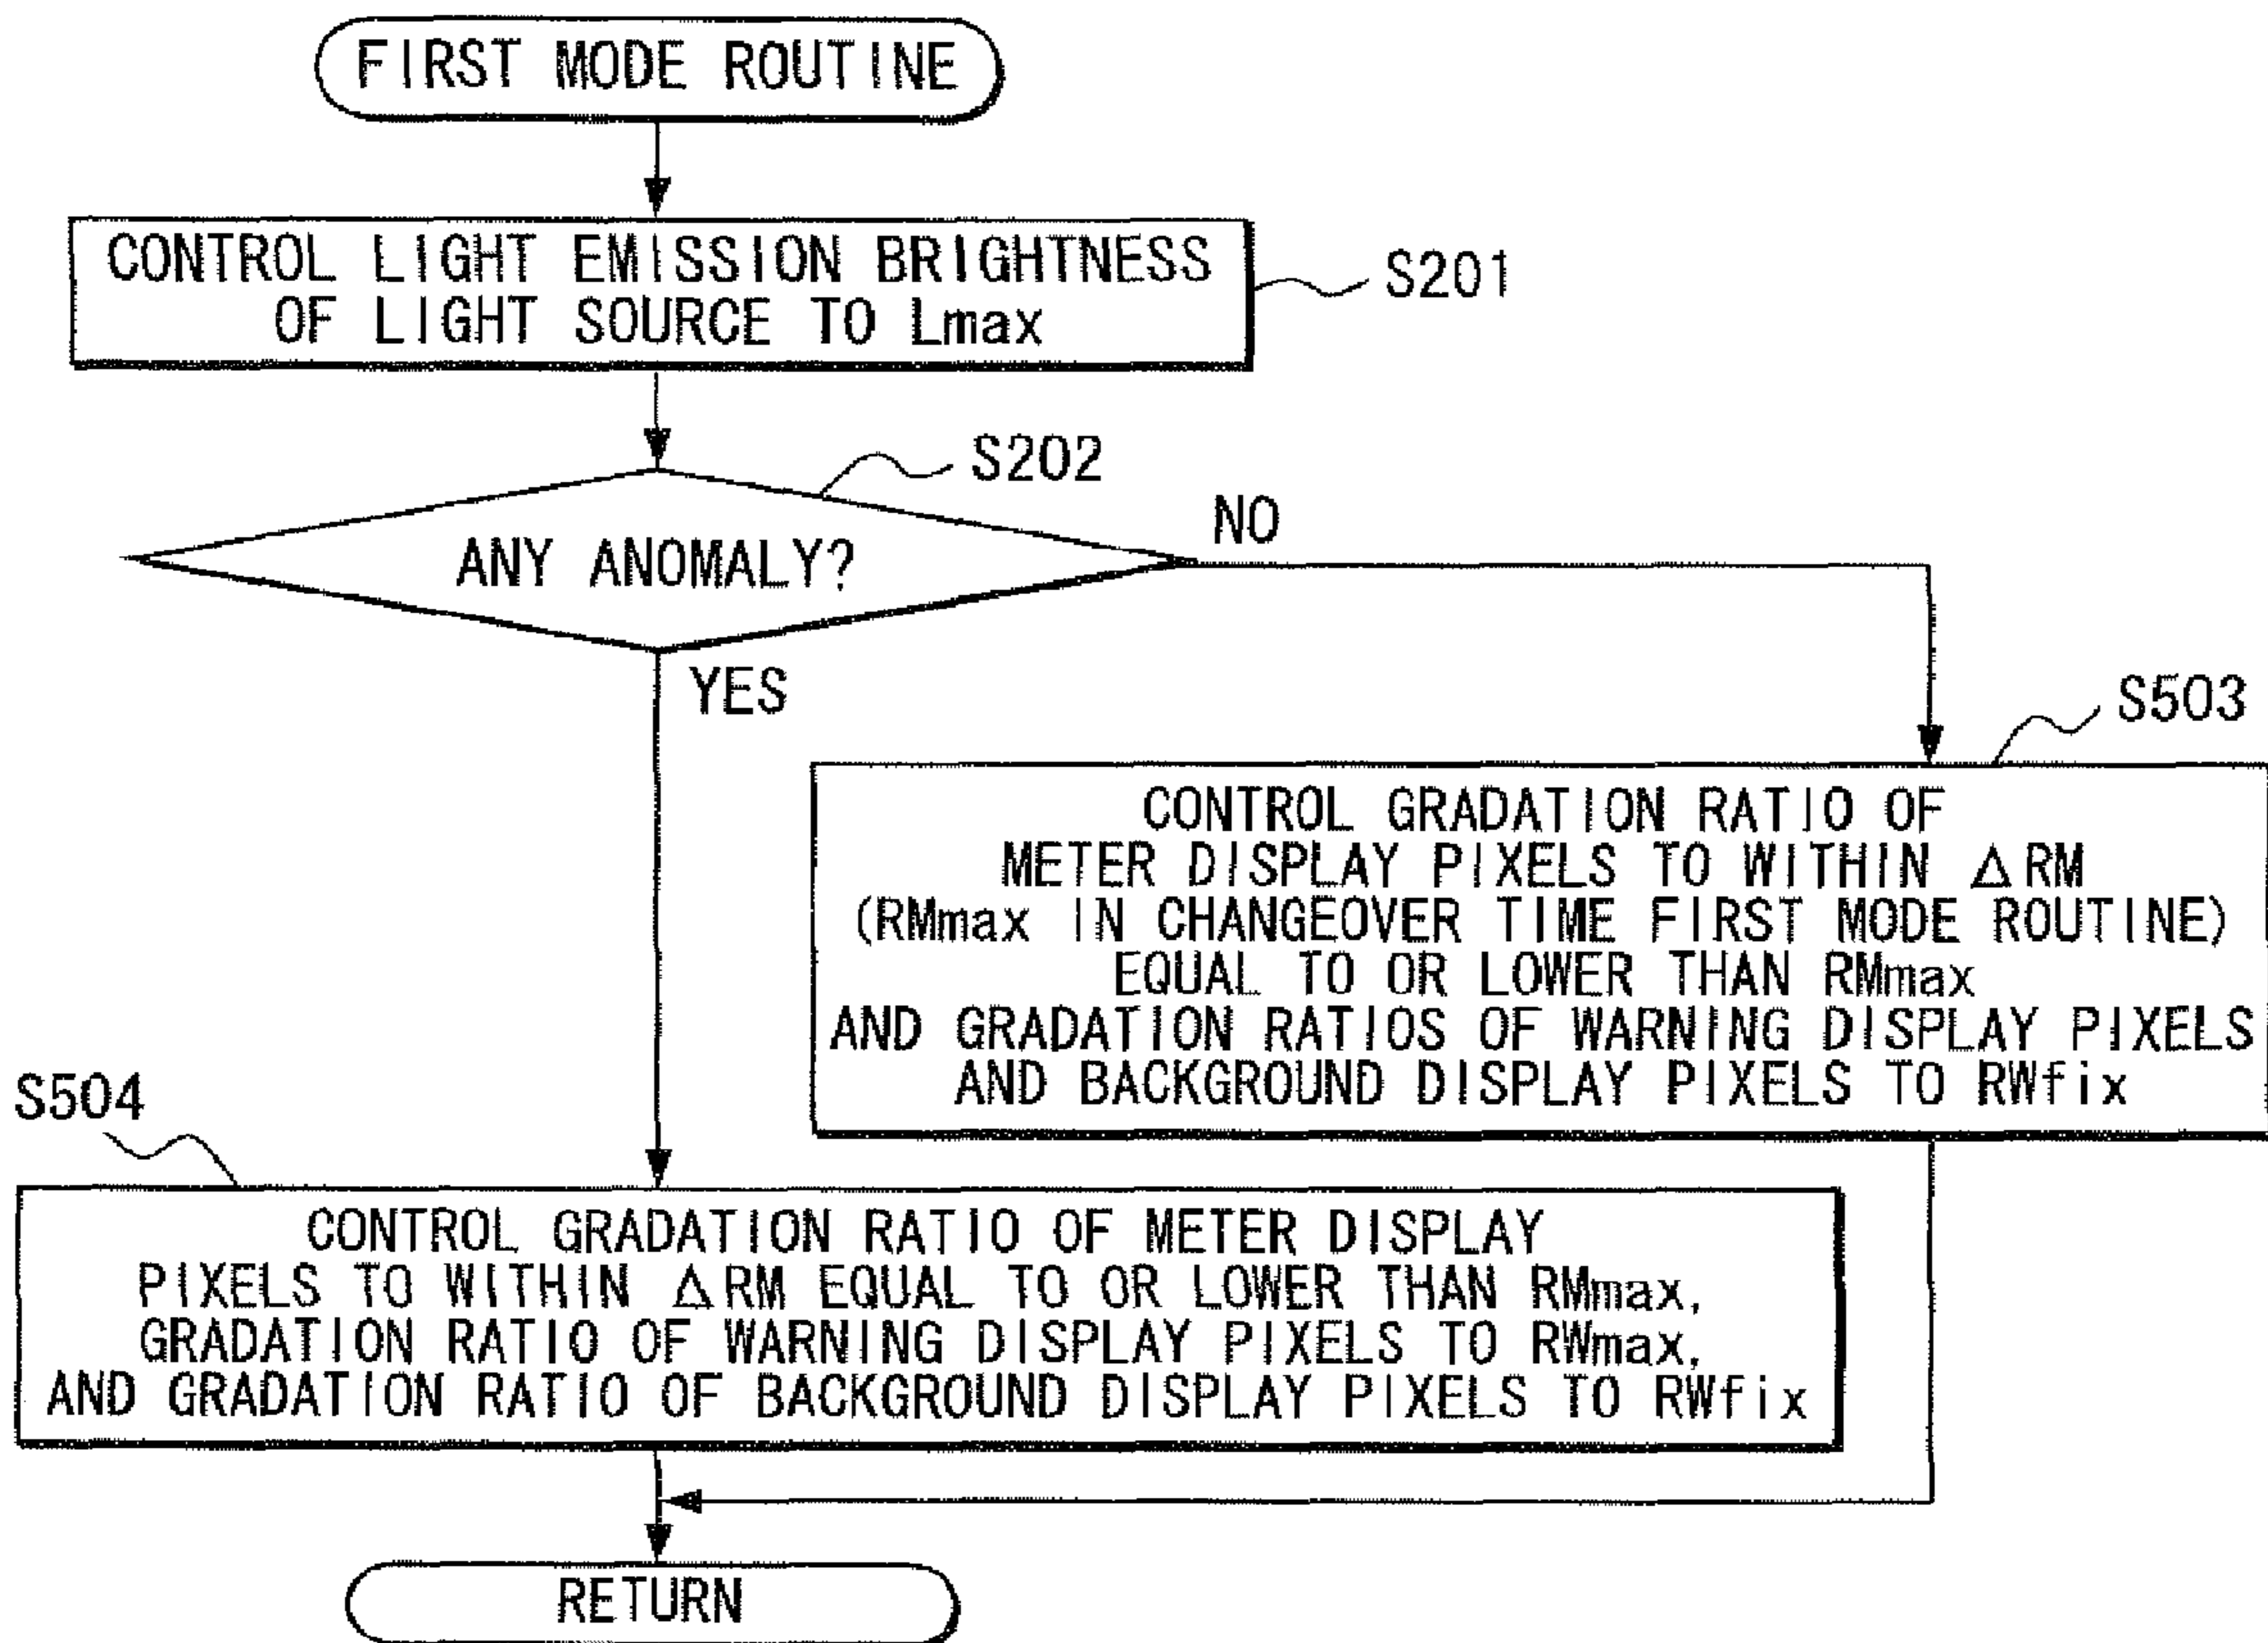 FIRST MODE ROUTINE
CONTROL LIGHT EMISSION BRIGHTNESS
OF LIGHT SOURCE TO Lmax
S201
S202
ANY ANOMALY?
NO
YES
S503
CONTROL GRADATION RATIO OF
METER DISPLAY PIXELS TO WITHIN △RM
(RMmax IN CHANGEOVER TIME FIRST MODE ROUTINE)
EQUAL TO OR LOWER THAN RMmax
AND GRADATION RATIOS OF WARNING DISPLAY PIXELS
AND BACKGROUND DISPLAY PIXELS TO RWfix
S504
CONTROL GRADATION RATIO OF METER DISPLAY
PIXELS TO WITHIN △RM EQUAL TO OR LOWER THAN RMmax,
GRADATION RATIO OF WARNING DISPLAY PIXELS TO RWmax,
AND GRADATION RATIO OF BACKGROUND DISPLAY PIXELS TO RWfix
RETURN